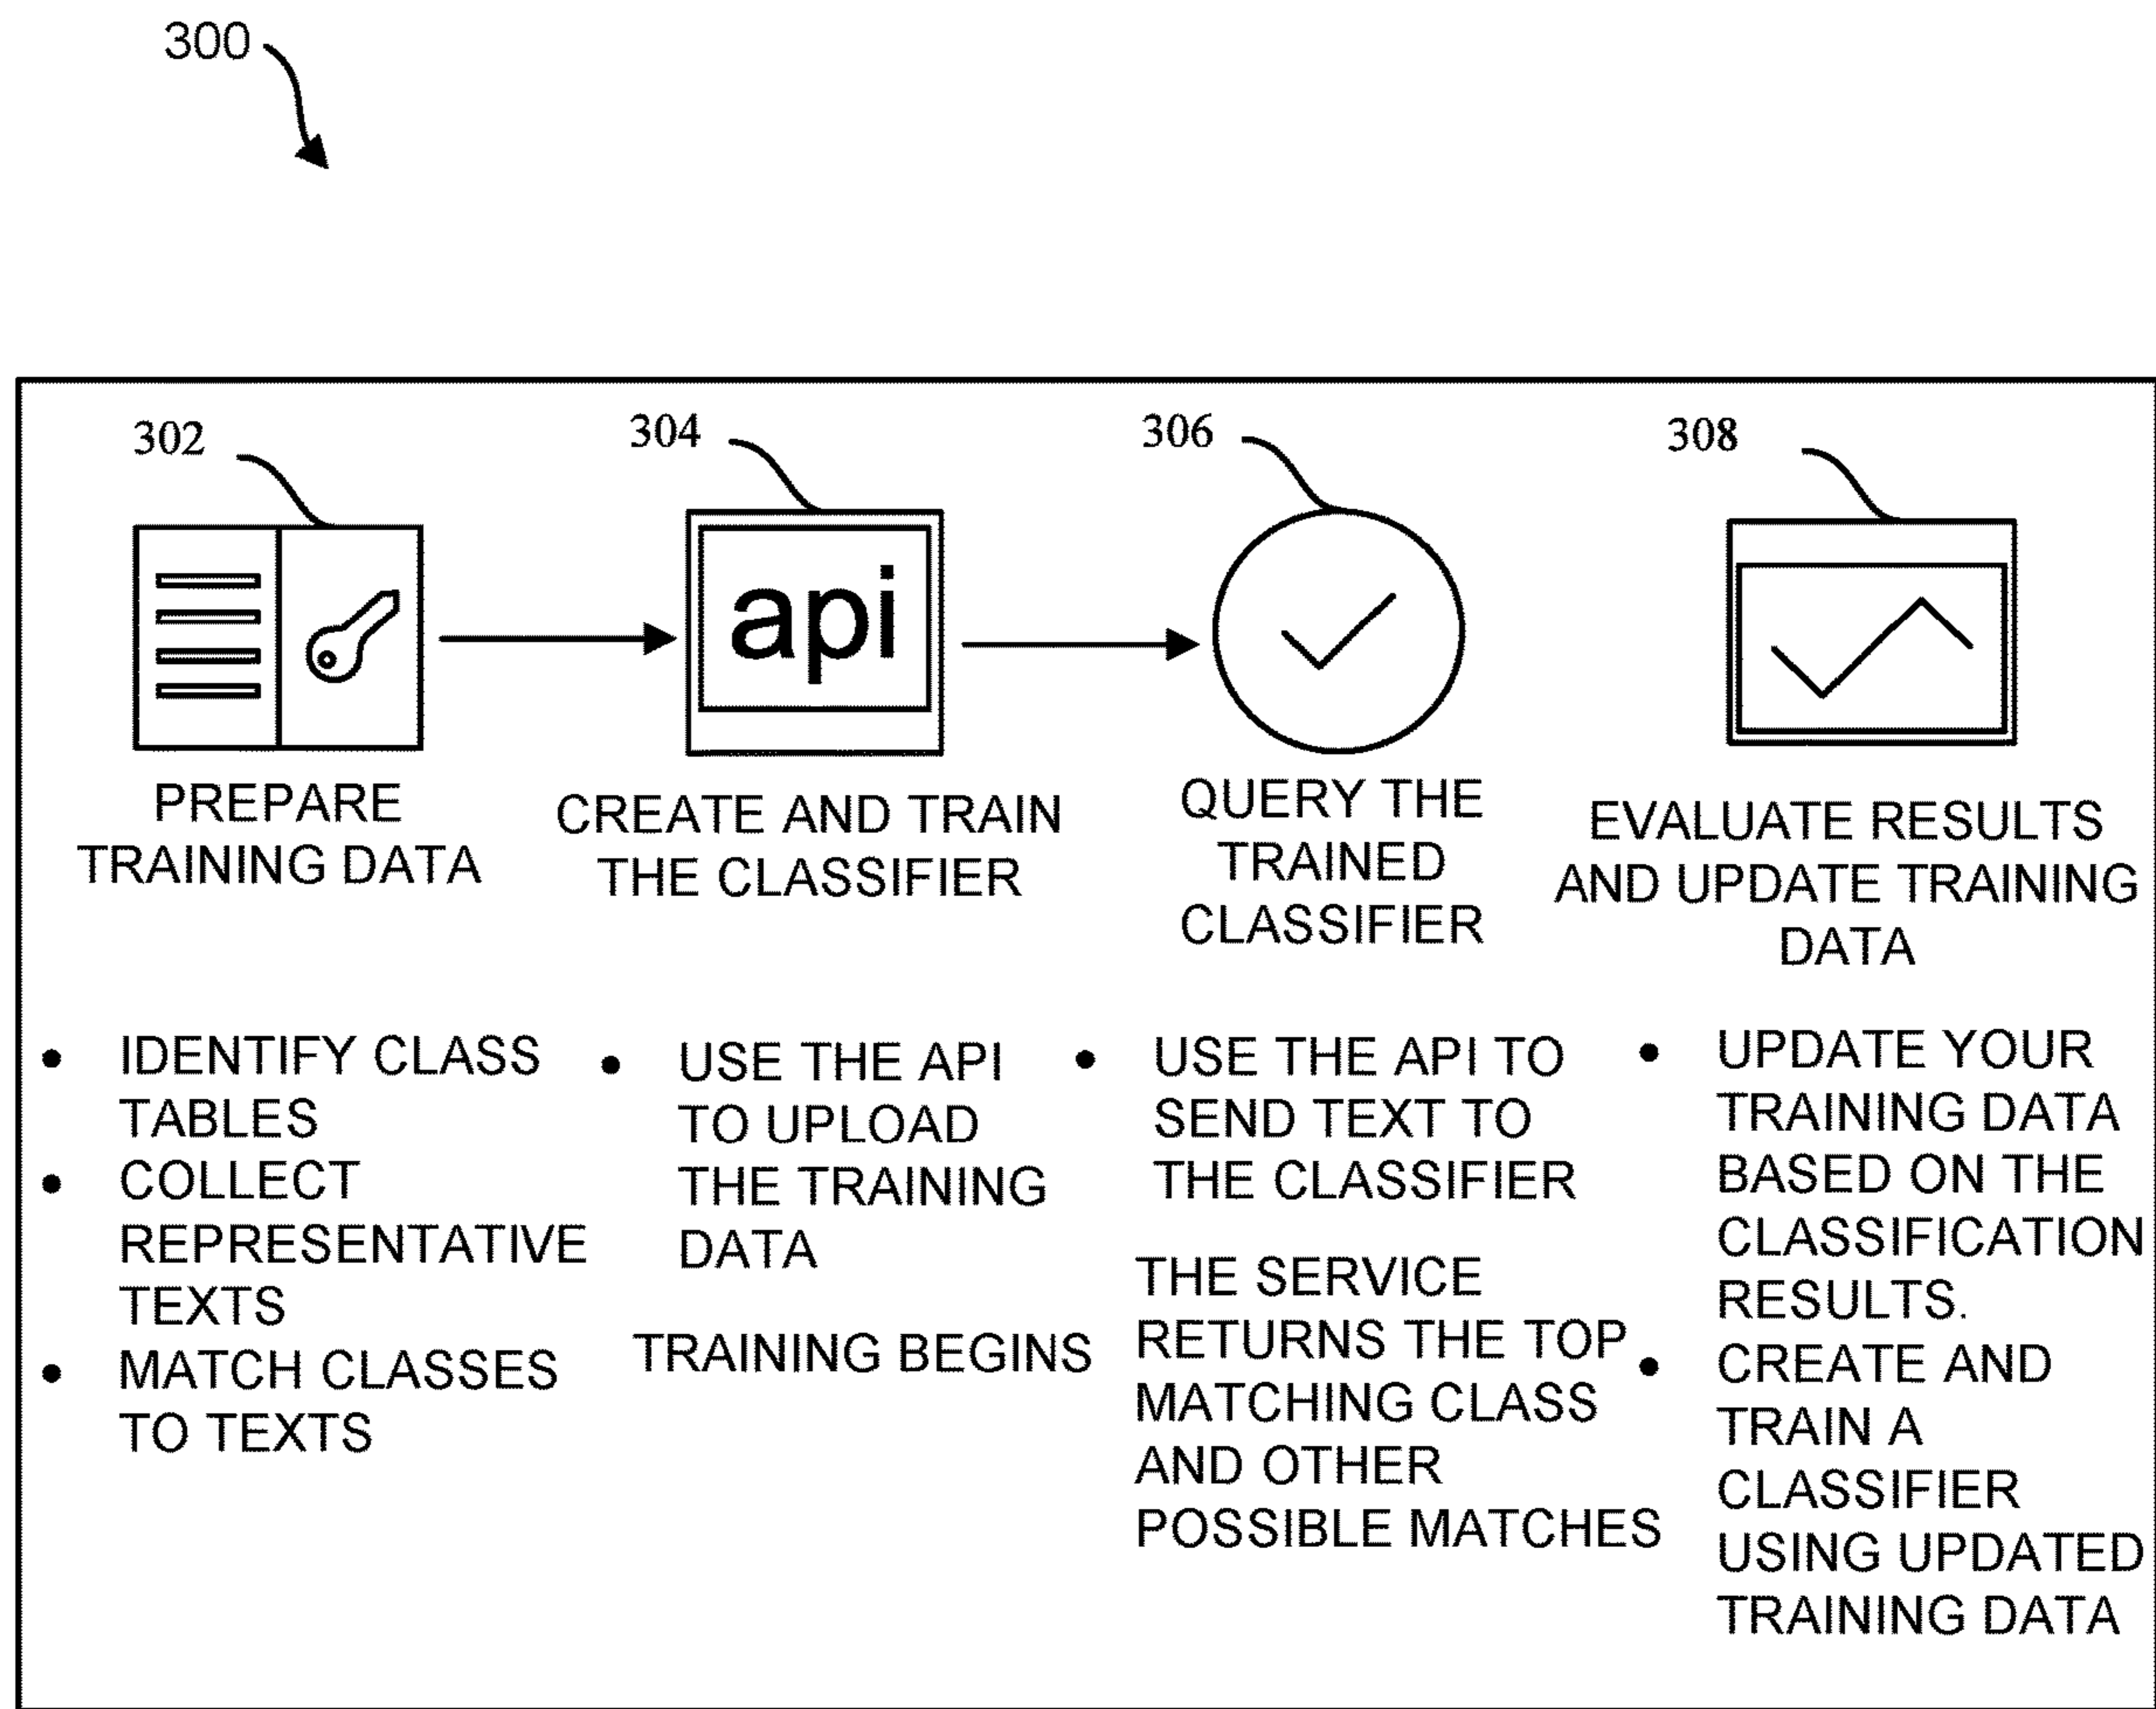 300
302
304
306
308
api
PREPARE
TRAINING DATA
CREATE AND TRAIN
THE CLASSIFIER
QUERY THE
TRAINED
CLASSIFIER
EVALUATE RESULTS
AND UPDATE TRAINING
DATA
• IDENTIFY CLASS
TABLES
• COLLECT
REPRESENTATIVE
TEXTS
• MATCH CLASSES
TO TEXTS
• USE THE API
TO UPLOAD
THE TRAINING
DATA
TRAINING BEGINS
• USE THE API TO
SEND TEXT TO
THE CLASSIFIER
THE SERVICE
RETURNS THE TOP
MATCHING CLASS
AND OTHER
POSSIBLE MATCHES
• UPDATE YOUR
TRAINING DATA
BASED ON THE
CLASSIFICATION
RESULTS.
• CREATE AND
TRAIN A
CLASSIFIER
USING UPDATED
TRAINING DATA